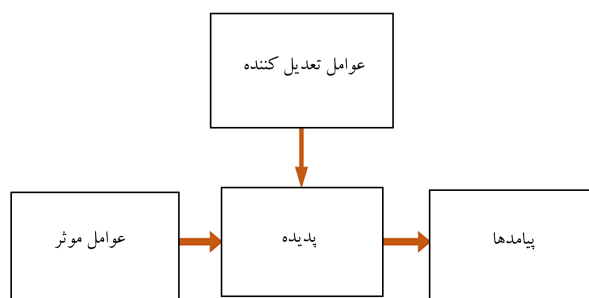 عوامل تعدیل کننده
عوامل موثر
پدیده
پیامدها